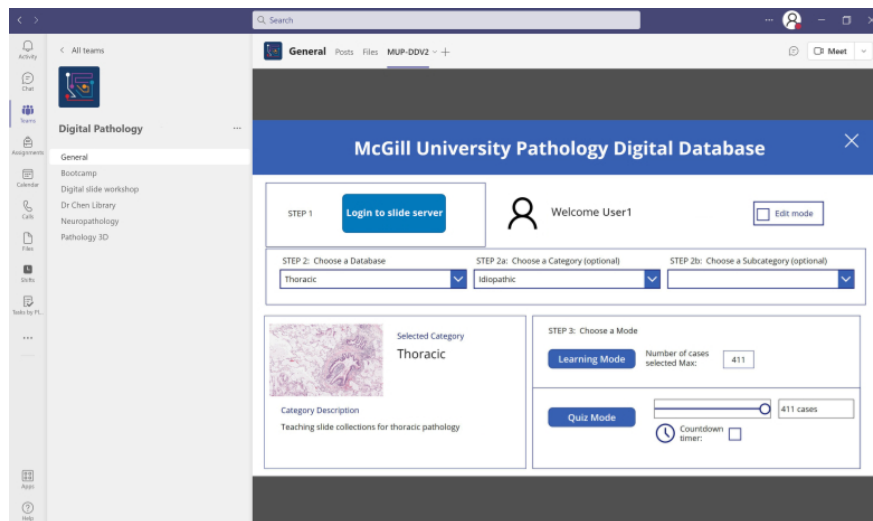 Search
Activity
Chat
Teams
Assignments
Calendar
Calls
Files
Shifts
Tasks by Pl...
Apps
Help
All teams
Digital Pathology
General
Bootcamp
Digital slide workshop
Dr Chen Library
Neuropathology
Pathology 3D
General Posts Files MUP-DDV2
Meet
McGill University Pathology Digital Database
STEP 1
Login to slide server
Welcome User1
Edit mode
STEP 2: Choose a Database
Thoracic
STEP 2a: Choose a Category (optional)
Idiopathic
STEP 2b: Choose a Subcategory (optional)
Selected Category
Thoracic
Category Description
Teaching slide collections for thoracic pathology
STEP 3: Choose a Mode
Learning Mode
Number of cases
selected Max:
411
Quiz Mode
411 cases
Countdown
timer: